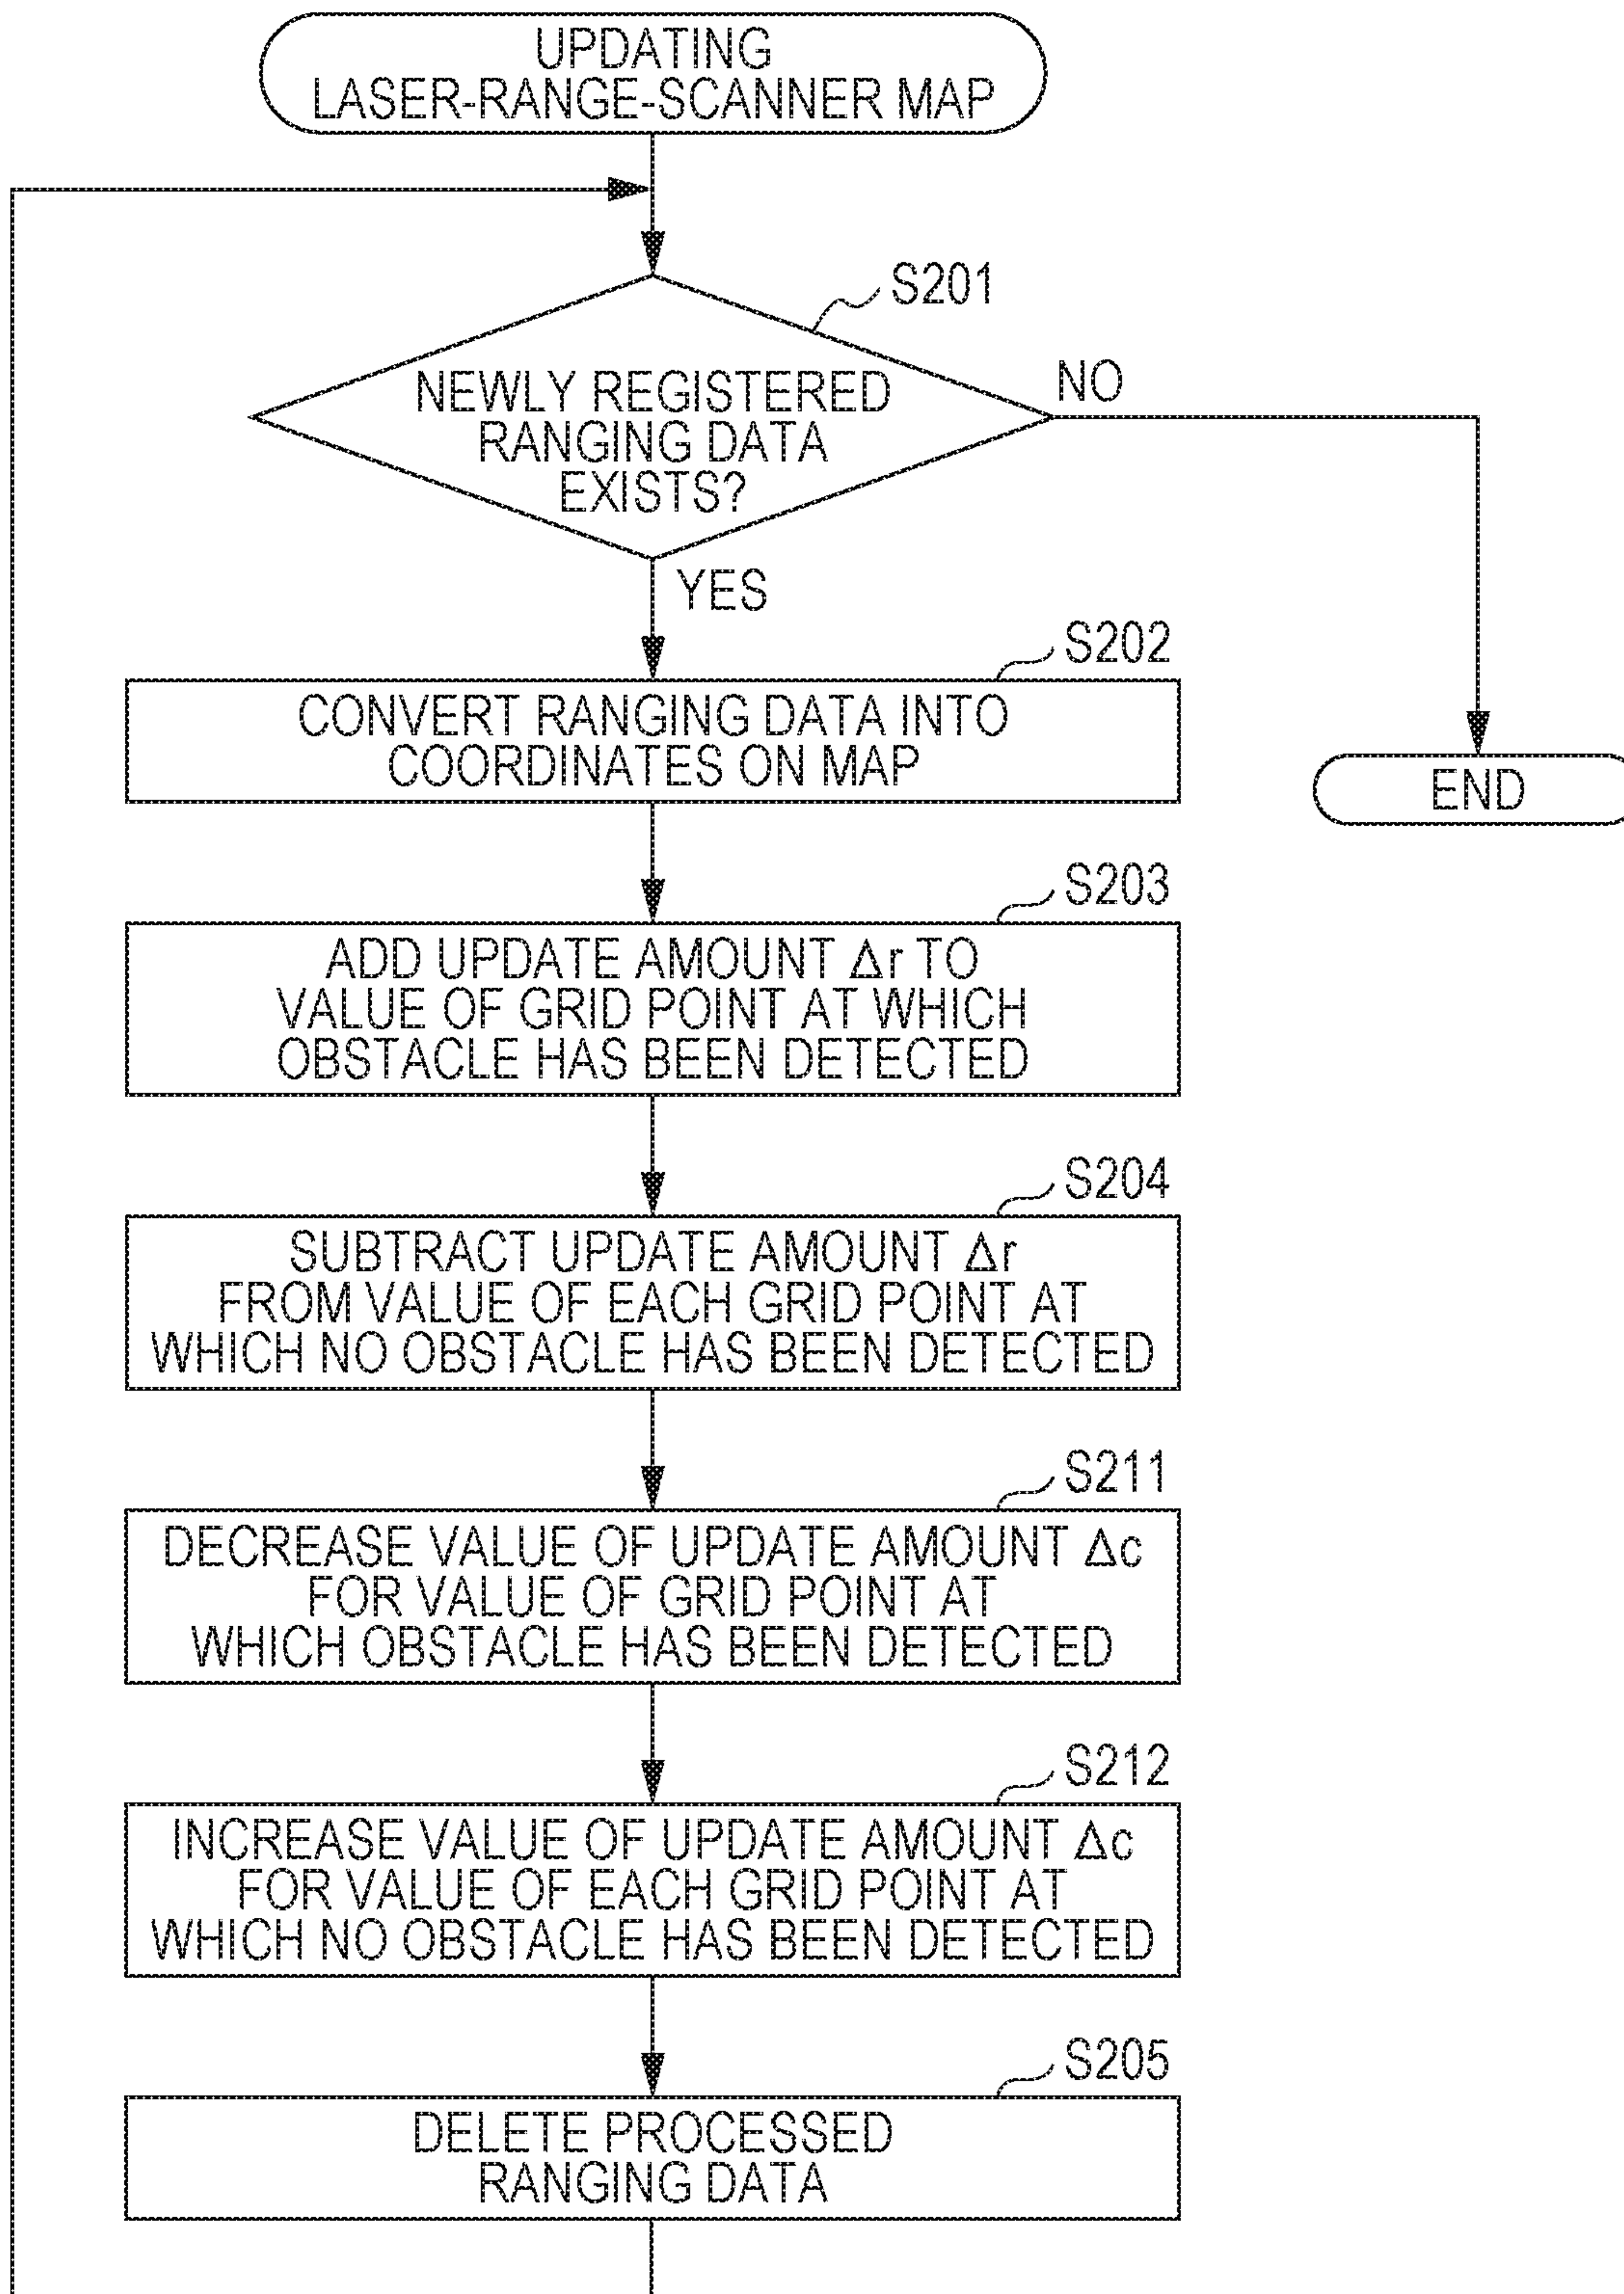 UPDATING
LASER-RANGE-SCANNER MAP
S201
NEWLY REGISTERED
RANGING DATA
EXISTS?
NO
YES
S202
CONVERT RANGING DATA INTO
COORDINATES ON MAP
END
S203
ADD UPDATE AMOUNT Δr TO
VALUE OF GRID POINT AT WHICH
OBSTACLE HAS BEEN DETECTED
S204
SUBTRACT UPDATE AMOUNT Δr
FROM VALUE OF EACH GRID POINT AT
WHICH NO OBSTACLE HAS BEEN DETECTED
S211
DECREASE VALUE OF UPDATE AMOUNT Δc
FOR VALUE OF GRID POINT AT
WHICH OBSTACLE HAS BEEN DETECTED
S212
INCREASE VALUE OF UPDATE AMOUNT Δc
FOR VALUE OF EACH GRID POINT AT
WHICH NO OBSTACLE HAS BEEN DETECTED
S205
DELETE PROCESSED
RANGING DATA